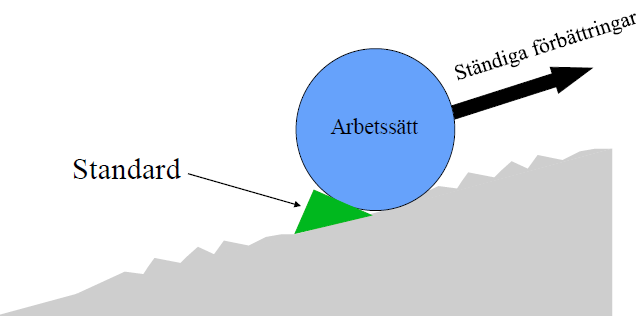 Ständiga förbättringar
Arbetssätt
Standard